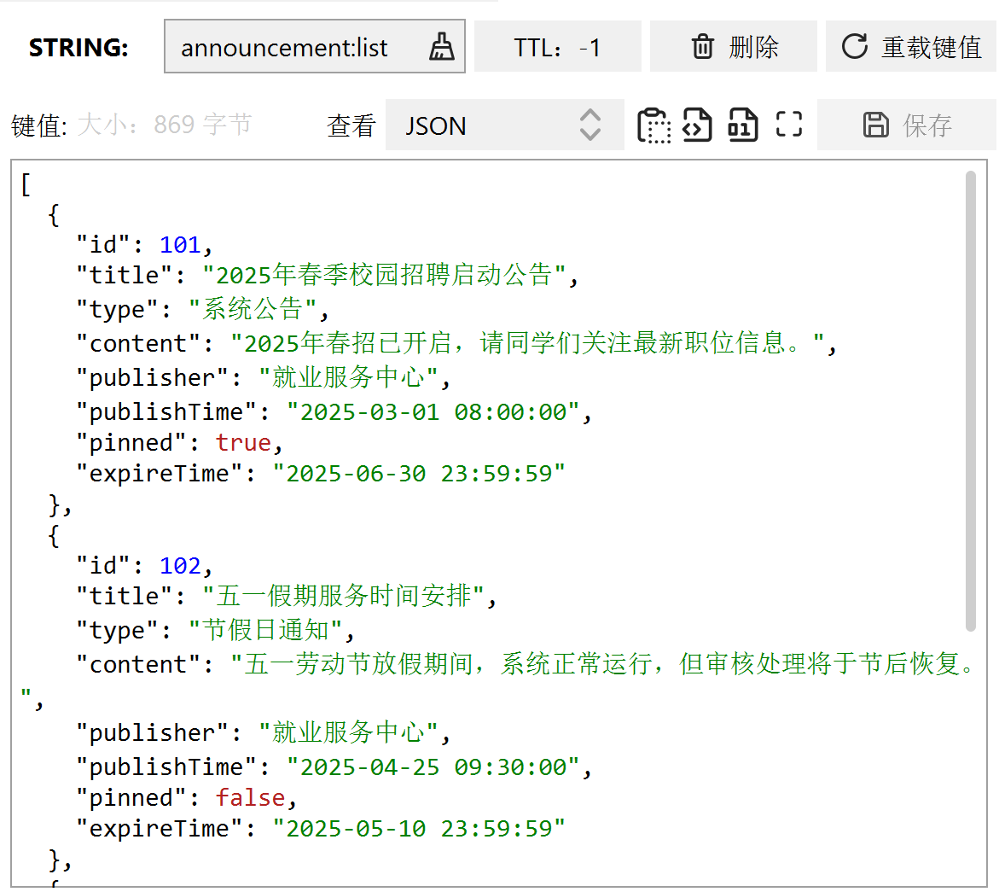 STRING: announcement:list TTL：-1 删除 重载键值
键值: 大小：869 字节 查看 JSON 保存
[
  {
    "id": 101,
    "title": "2025年春季校园招聘启动公告",
    "type": "系统公告",
    "content": "2025年春招已开启，请同学们关注最新职位信息。",
    "publisher": "就业服务中心",
    "publishTime": "2025-03-01 08:00:00",
    "pinned": true,
    "expireTime": "2025-06-30 23:59:59"
  },
  {
    "id": 102,
    "title": "五一假期服务时间安排",
    "type": "节假日通知",
    "content": "五一劳动节放假期间，系统正常运行，但审核处理将于节后恢复。
",
    "publisher": "就业服务中心",
    "publishTime": "2025-04-25 09:30:00",
    "pinned": false,
    "expireTime": "2025-05-10 23:59:59"
  },
  {